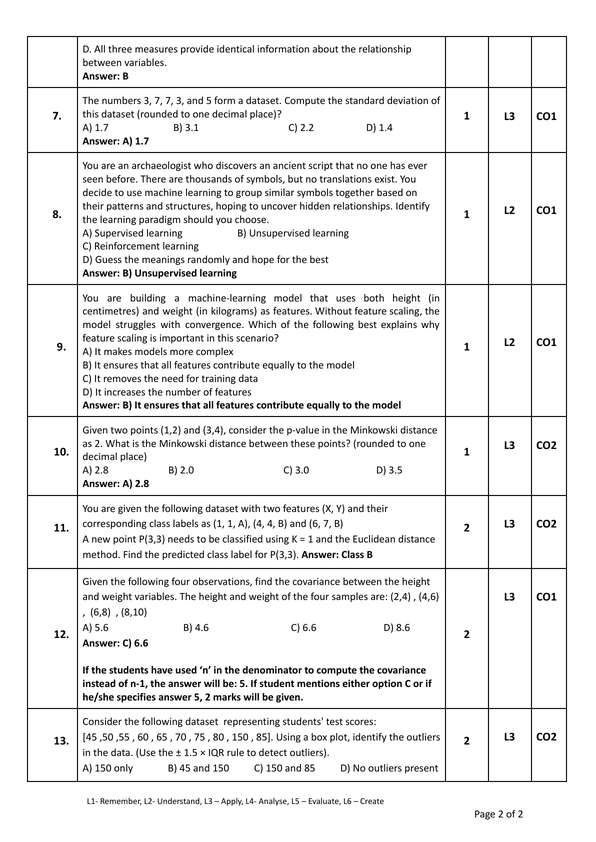 D. All three measures provide identical information about the relationship
between variables.
Answer: B
7.
The numbers 3, 7, 7, 3, and 5 form a dataset. Compute the standard deviation of
this dataset (rounded to one decimal place)?
A) 1.7 B) 3.1 C) 2.2 D) 1.4
Answer: A) 1.7
1 L3 CO1
8.
You are an archaeologist who discovers an ancient script that no one has ever
seen before. There are thousands of symbols, but no translations exist. You
decide to use machine learning to group similar symbols together based on
their patterns and structures, hoping to uncover hidden relationships. Identify
the learning paradigm should you choose.
A) Supervised learning B) Unsupervised learning
C) Reinforcement learning
D) Guess the meanings randomly and hope for the best
Answer: B) Unsupervised learning
1 L2 CO1
9.
You are building a machine-learning model that uses both height (in
centimetres) and weight (in kilograms) as features. Without feature scaling, the
model struggles with convergence. Which of the following best explains why
feature scaling is important in this scenario?
A) It makes models more complex
B) It ensures that all features contribute equally to the model
C) It removes the need for training data
D) It increases the number of features
Answer: B) It ensures that all features contribute equally to the model
1 L2 CO1
10.
Given two points (1,2) and (3,4), consider the p-value in the Minkowski distance
as 2. What is the Minkowski distance between these points? (rounded to one
decimal place)
A) 2.8 B) 2.0 C) 3.0 D) 3.5
Answer: A) 2.8
1 L3 CO2
11.
You are given the following dataset with two features (X, Y) and their
corresponding class labels as (1, 1, A), (4, 4, B) and (6, 7, B)
A new point P(3,3) needs to be classified using K = 1 and the Euclidean distance
method. Find the predicted class label for P(3,3). Answer: Class B
2 L3 CO2
12.
Given the following four observations, find the covariance between the height
and weight variables. The height and weight of the four samples are: (2,4) , (4,6)
, (6,8) , (8,10)
A) 5.6 B) 4.6 C) 6.6 D) 8.6
Answer: C) 6.6
If the students have used ‘n’ in the denominator to compute the covariance
instead of n-1, the answer will be: 5. If student mentions either option C or if
he/she specifies answer 5, 2 marks will be given.
2 L3 CO1
13.
Consider the following dataset representing students' test scores:
[45 ,50 ,55 , 60 , 65 , 70 , 75 , 80 , 150 , 85]. Using a box plot, identify the outliers
in the data. (Use the ± 1.5 × IQR rule to detect outliers).
A) 150 only B) 45 and 150 C) 150 and 85 D) No outliers present
2 L3 CO2
L1- Remember, L2- Understand, L3 – Apply, L4- Analyse, L5 – Evaluate, L6 – Create
Page 2 of 2